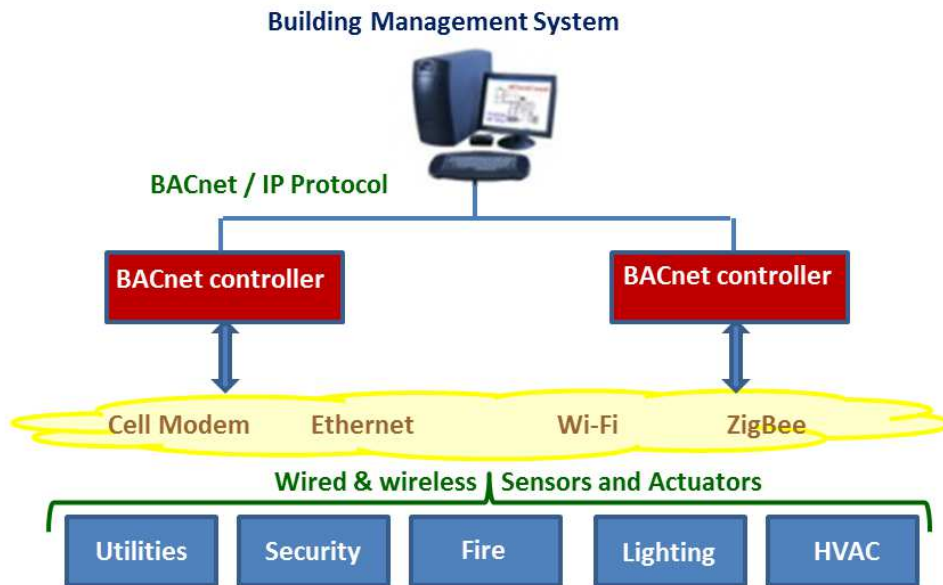 Building Management System
BACnet / IP Protocol
BACnet controller
BACnet controller
Cell Modem
Ethernet
Wi-Fi
ZigBee
Wired & wireless
Sensors and Actuators
Utilities
Security
Fire
Lighting
HVAC